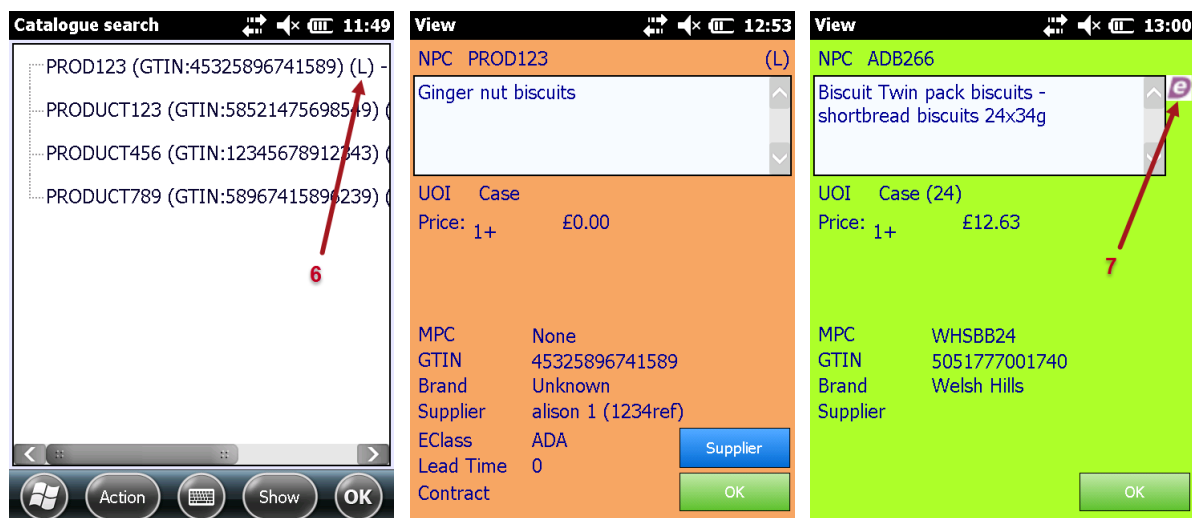 Catalogue search 11:49
PROD123 (GTIN:45325896741589) (L) -
PRODUCT123 (GTIN:58521475698549) (
PRODUCT456 (GTIN:12345678912343) (
PRODUCT789 (GTIN:58967415896239) (
6
Action Show OK
View 12:53
NPC PROD123 (L)
Ginger nut biscuits
UOI Case
Price: 1+ £0.00
MPC None
GTIN 45325896741589
Brand Unknown
Supplier alison 1 (1234ref)
EClass ADA
Supplier
Lead Time 0
Contract
OK
View 13:00
NPC ADB266
e
Biscuit Twin pack biscuits -
shortbread biscuits 24x34g
UOI Case (24)
Price: 1+ £12.63
7
MPC WHSBB24
GTIN 5051777001740
Brand Welsh Hills
Supplier
OK